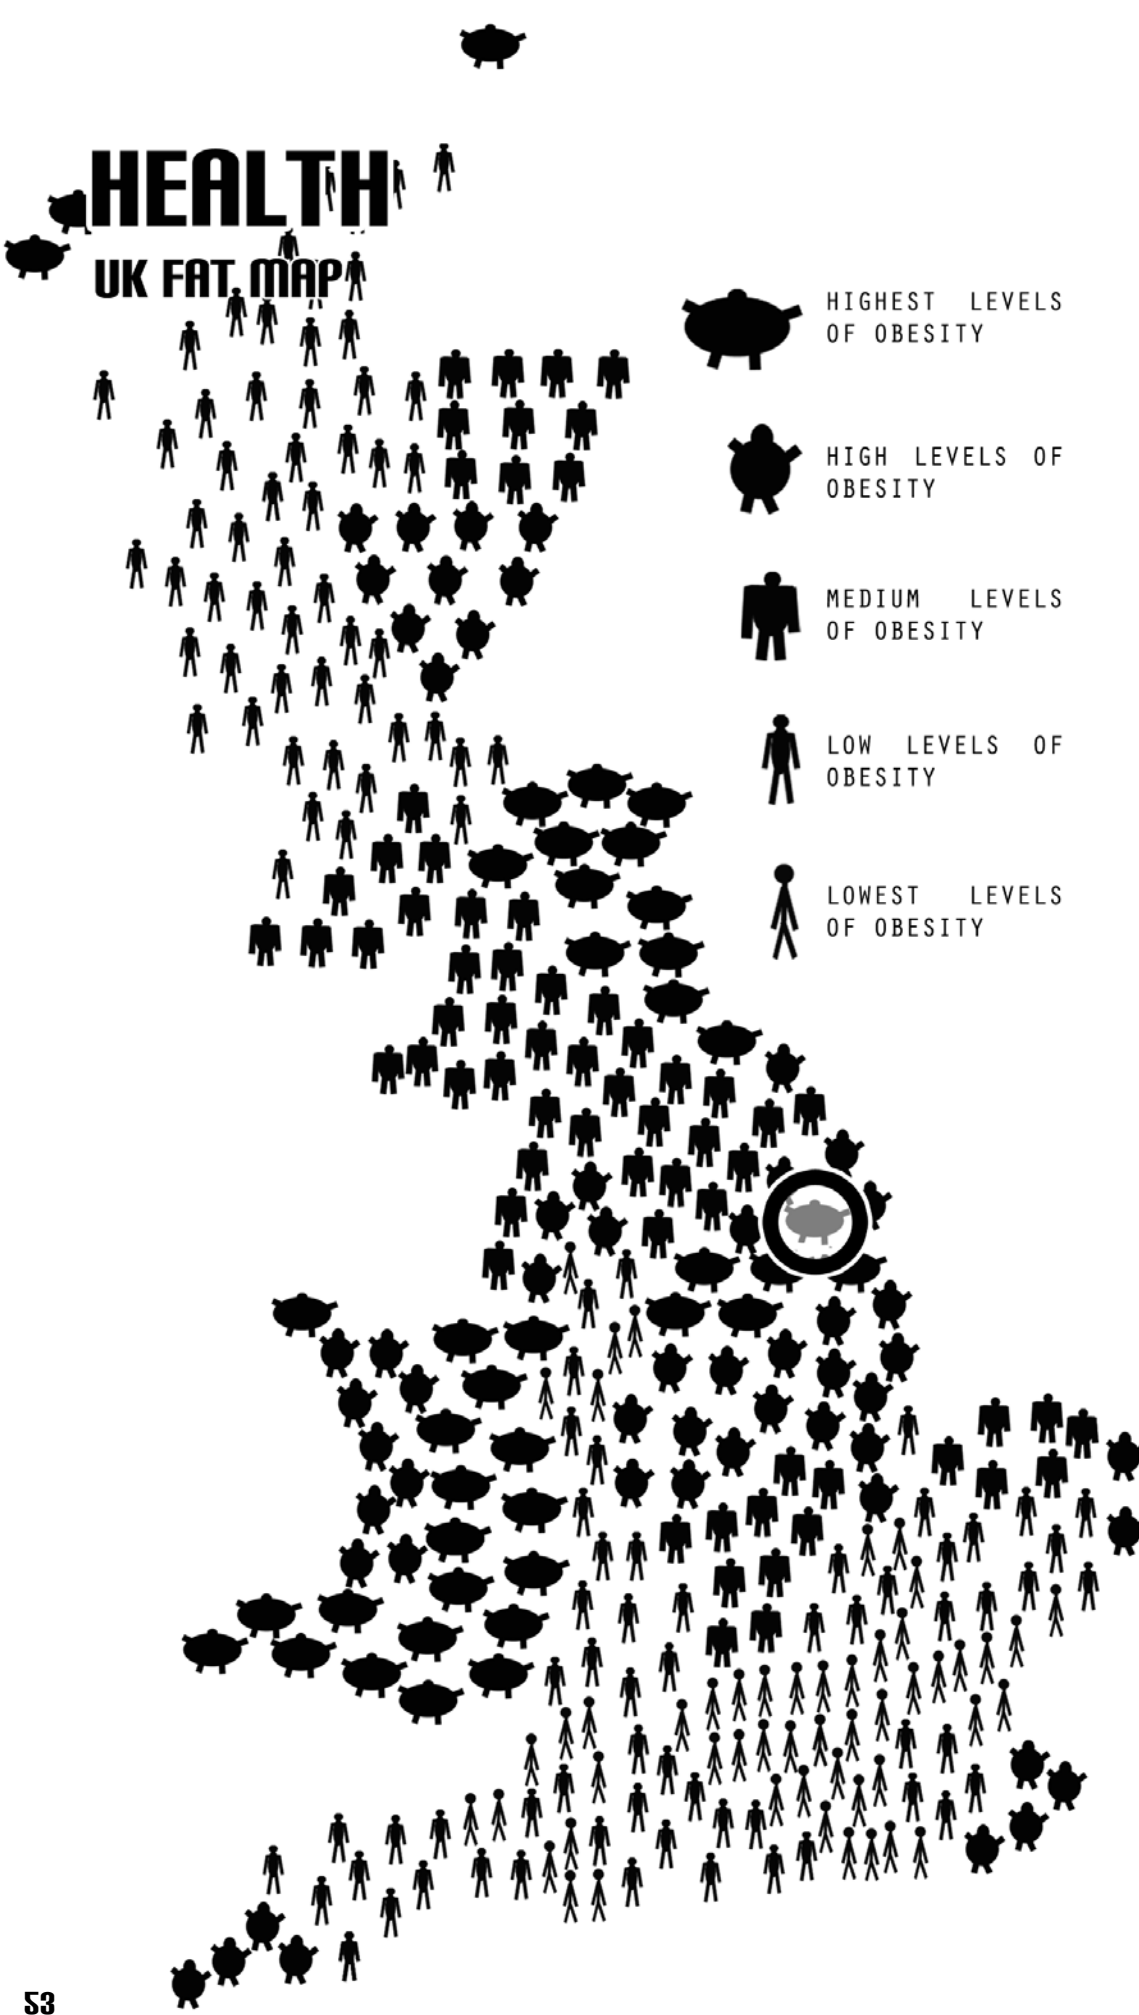 HEALTH
UK FAT MAP
HIGHEST LEVELS
OF OBESITY
HIGH LEVELS OF
OBESITY
MEDIUM LEVELS
OF OBESITY
LOW LEVELS OF
OBESITY
LOWEST LEVELS
OF OBESITY
53